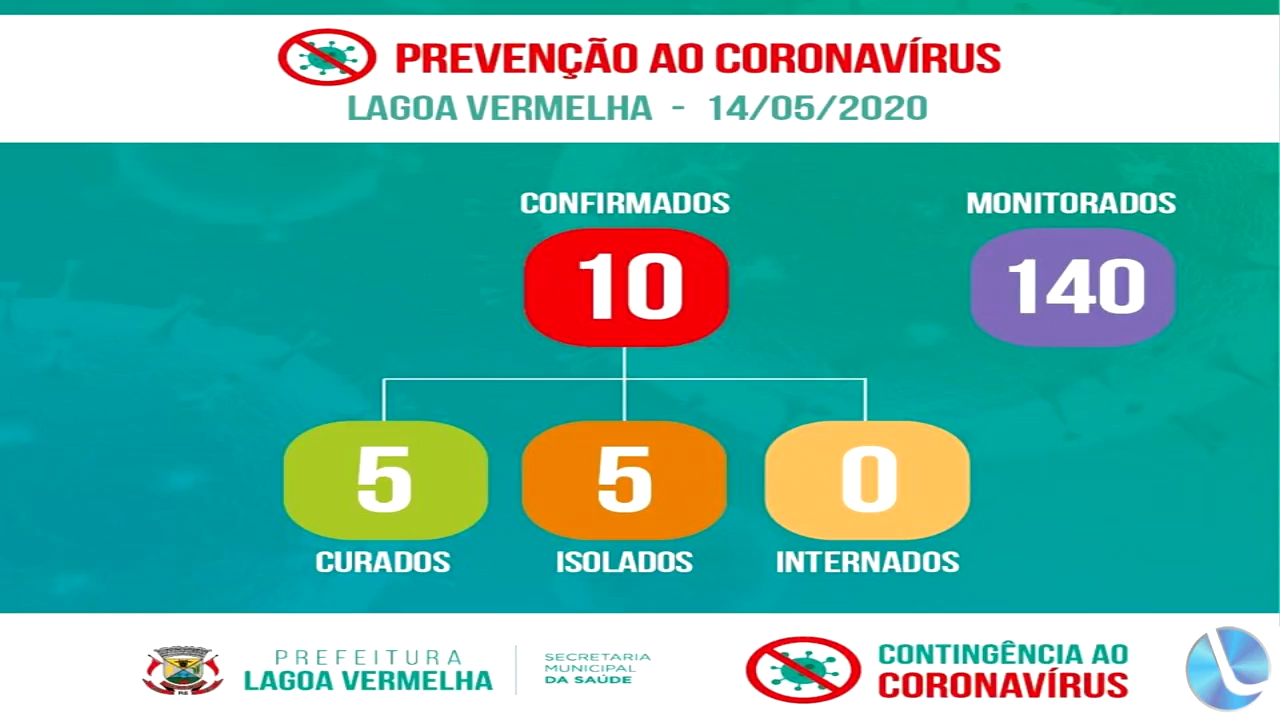 PREVENÇÃO AO CORONAVÍRUS
LAGOA VERMELHA - 14/05/2020
CONFIRMADOS
10
MONITORADOS
140
5
CURADOS
5
ISOLADOS
0
INTERNADOS
PREFEITURA
LAGOA VERMELHA
SECRETARIA
MUNICIPAL
DA SAÚDE
CONTINGÊNCIA AO
CORONAVÍRUS